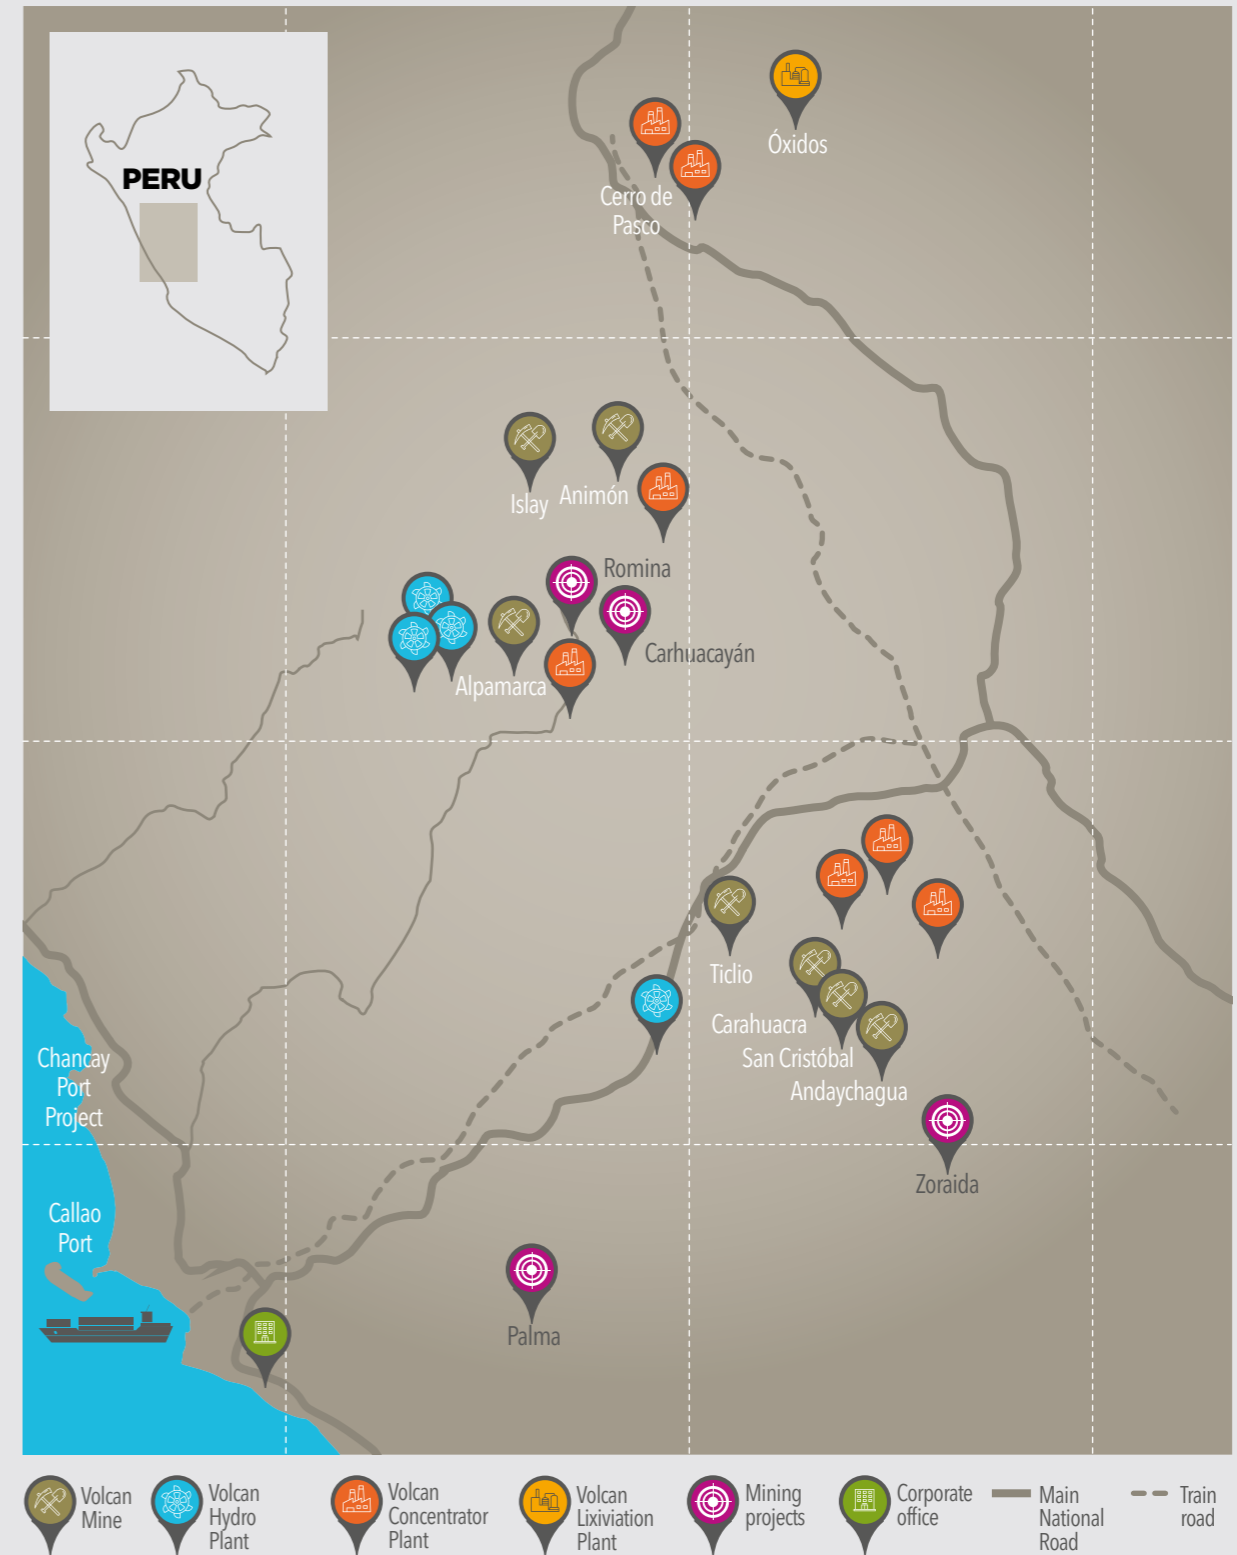 PERU
Óxidos
Cerro de
Pasco
Islay
Animón
Romina
Carhuacayán
Alpamarca
Ticlio
Carahuacra
San Cristóbal
Andaychagua
Chancay
Port
Project
Zoraida
Callao
Port
Palma
Volcan
Mine
Volcan
Hydro
Plant
Volcan
Concentrator
Plant
Volcan
Lixiviation
Plant
Mining
projects
Corporate
office
Main
National
Road
Train
road